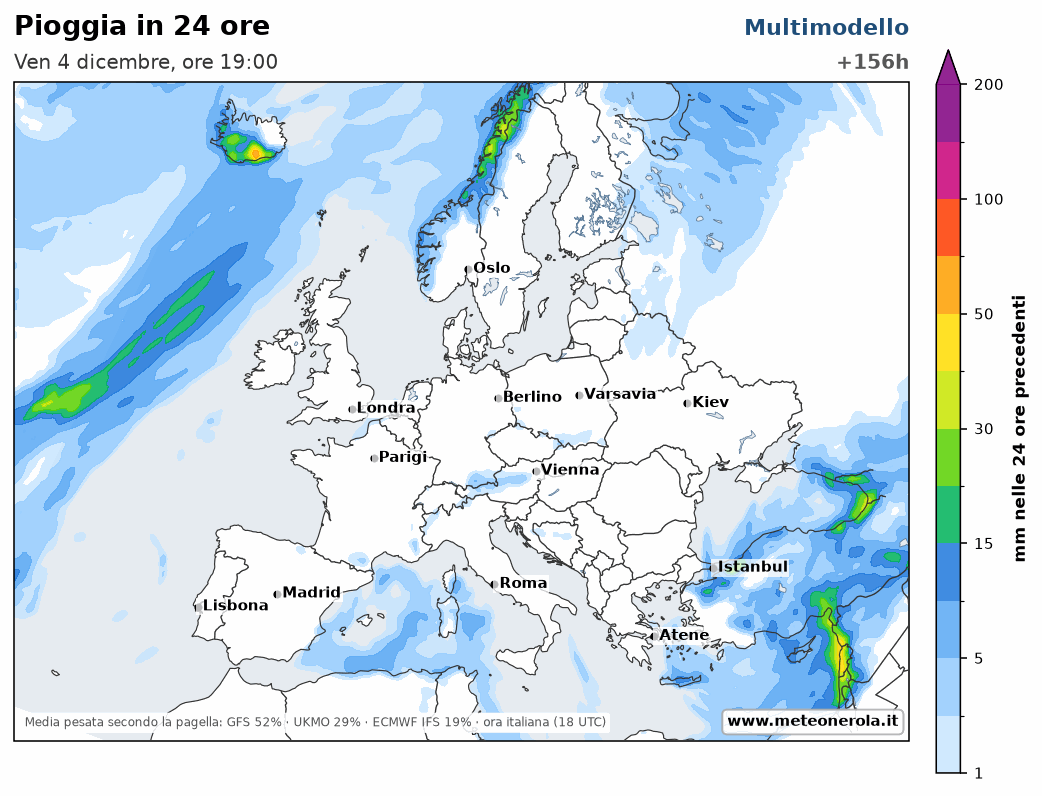 Pioggia in 24 ore
Multimodello
Ven 4 dicembre, ore 19:00
+156h
200
100
50
30
15
5
1
mm nelle 24 ore precedenti
Oslo
Londra
Berlino
Varsavia
Kiev
Parigi
Vienna
Istanbul
Roma
Madrid
Lisbona
Atene
Media pesata secondo la pagella: GFS 52% · UKMO 29% · ECMWF IFS 19% · ora italiana (18 UTC)
www.meteonerola.it